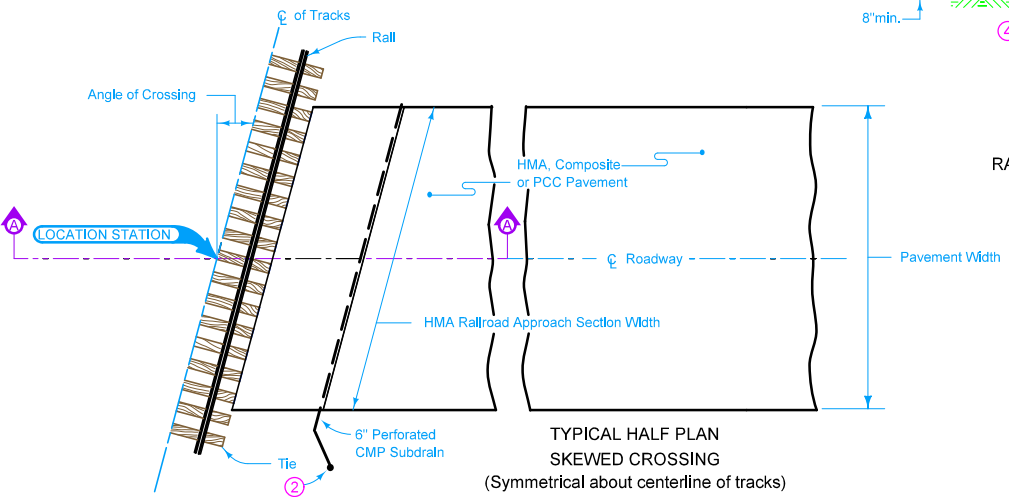 ℄ of Tracks
Rail
8"min.
4
Angle of Crossing
HMA, Composite
or PCC Pavement
RA
A
A
LOCATION STATION
℄ Roadway
Pavement Width
HMA Railroad Approach Section Width
6" Perforated
CMP Subdrain
Tie
2
TYPICAL HALF PLAN
SKEWED CROSSING
(Symmetrical about centerline of tracks)